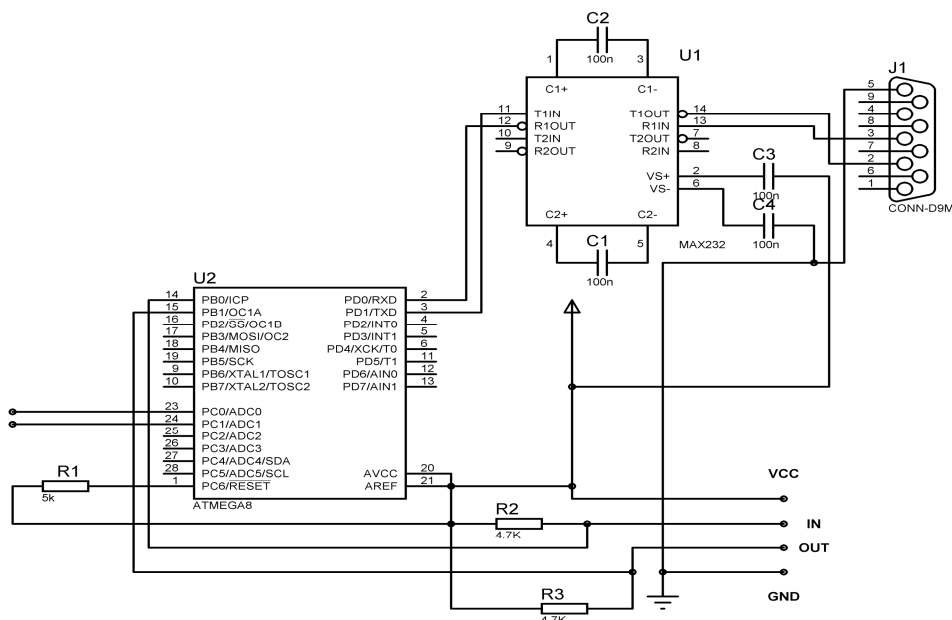 C2
100n
1
3
U1
C1+
C1-
11
T1IN
T1OUT
14
12
R1OUT
R1IN
13
10
T2IN
T2OUT
7
9
R2OUT
R2IN
8
VS+
2
VS-
6
C2+
C2-
4
5
C1
100n
MAX232
C3
100n
C4
100n
J1
5
9
4
8
3
7
2
6
1
CONN-D9M
U2
14
PB0/ICP
PD0/RXD
2
15
PB1/OC1A
PD1/TXD
3
16
PB2/SS/OC1B
PD2/INT0
4
17
PB3/MOSI/OC2
PD3/INT1
5
18
PB4/MISO
PD4/XCK/T0
6
19
PB5/SCK
PD5/T1
11
9
PB6/XTAL1/TOSC1
PD6/AIN0
12
10
PB7/XTAL2/TOSC2
PD7/AIN1
13
23
PC0/ADC0
24
PC1/ADC1
25
PC2/ADC2
26
PC3/ADC3
27
PC4/ADC4/SDA
28
PC5/ADC5/SCL
AVCC
20
1
PC6/RESET
AREF
21
ATMEGA8
R1
5k
R2
4.7K
R3
4.7K
VCC
IN
OUT
GND